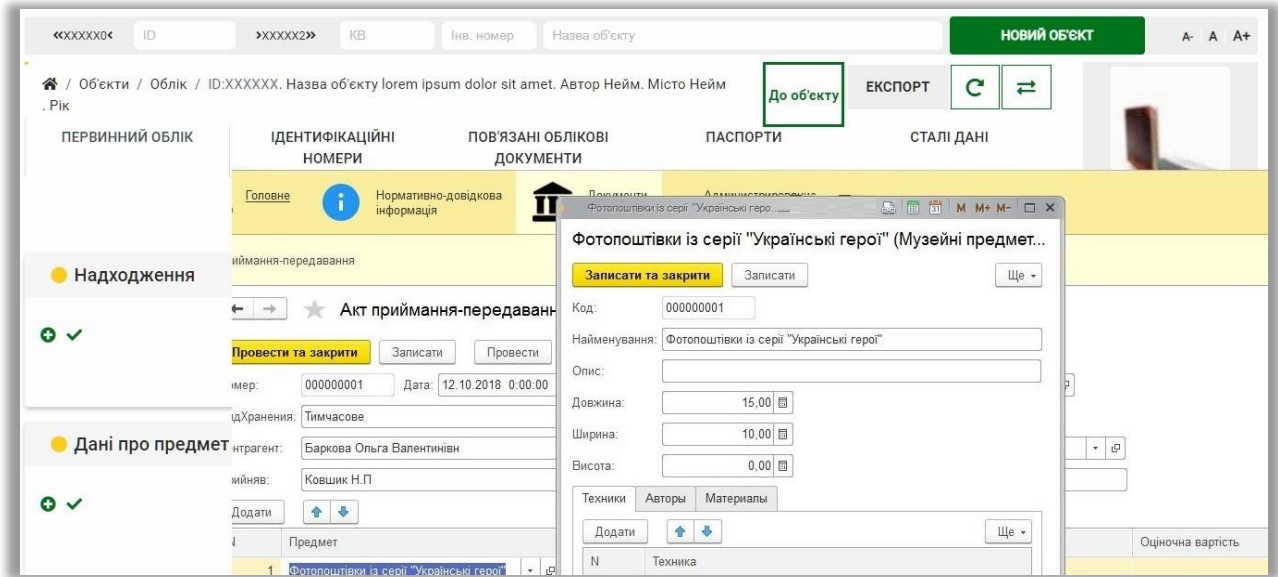 «XXXXX0< ID >XXXXX2» КВ Інв. номер Назва об'єкту НОВИЙ ОБ'ЄКТ A- A A+
/ Об'єкти / Облік / ID:XXXXXX. Назва об'єкту lorem ipsum dolor sit amet. Автор Нейм. Місто Нейм
. Рік
До об'єкту ЕКСПОРТ
ПЕРВИННИЙ ОБЛІК ІДЕНТИФІКАЦІЙНІ ПОВ'ЯЗАНІ ОБЛІКОВІ ПАСПОРТИ СТАЛІ ДАНІ
НОМЕРИ ДОКУМЕНТИ
Головне Нормативно-довідкова
інформація
Фотопоштівки із серії "Українські геро... M M+ M-
Фотопоштівки із серії "Українські герої" (Музейні предмет...
Записати та закрити Записати Ще
Код: 000000001
Найменування: Фотопоштівки із серії "Українські герої"
Опис:
Довжина: 15,00
Ширина: 10,00
Висота: 0,00
Техники Авторы Материалы
Додати Ще
N Техника
Надходження
Дані про предмет
ймання-передавання
Акт приймання-передаванн
Провести та закрити Записати Провести
мер: 000000001 Дата: 12.10.2018 0:00:00
дХранения: Тимчасове
нтрагент: Баркова Ольга Валентинівн
ийняв: Ковшик Н.П
Додати
Предмет Оціночна вартість
1 Фотопоштівки із серії "Українські герої"